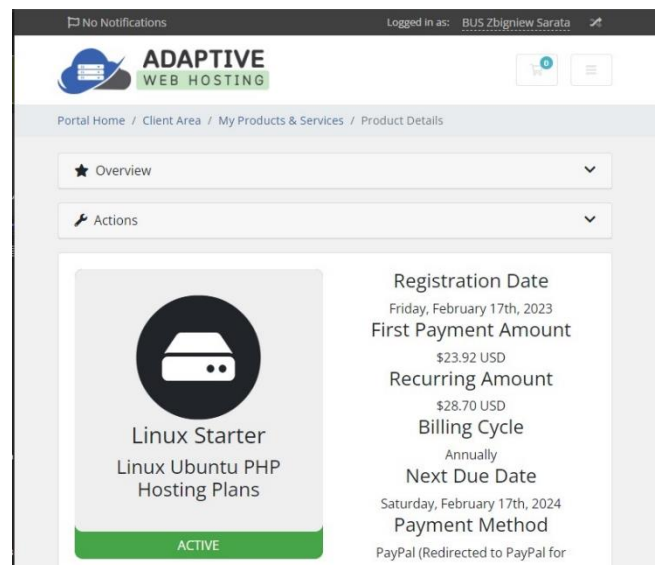 No Notifications
Logged in as: BUS Zbigniew Sarata
ADAPTIVE
WEB HOSTING
0
Portal Home / Client Area / My Products & Services / Product Details
Overview
Actions
Linux Starter
Linux Ubuntu PHP
Hosting Plans
ACTIVE
Registration Date
Friday, February 17th, 2023
First Payment Amount
$23.92 USD
Recurring Amount
$28.70 USD
Billing Cycle
Annually
Next Due Date
Saturday, February 17th, 2024
Payment Method
PayPal (Redirected to PayPal for